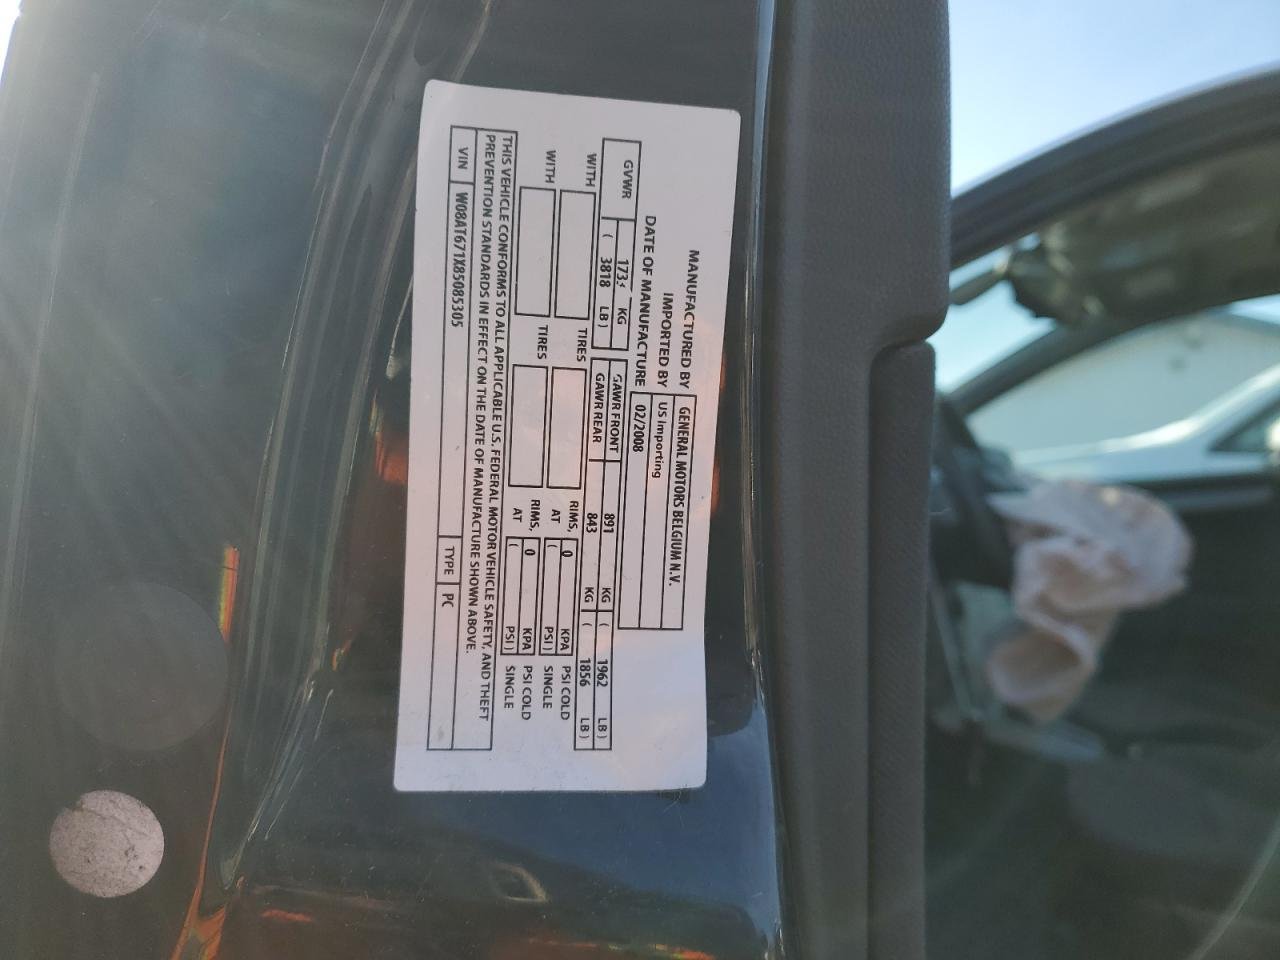 MANUFACTURED BY GENERAL MOTORS BELGIUM N.V.
IMPORTED BY US Importing
DATE OF MANUFACTURE 02/2008
GVWR KG GAWR FRONT 891 KG ( 1962 LB )
( 3818 LB ) GAWR REAR 843 KG ( 1856 LB )
WITH TIRES RIMS, 0 KPA PSI COLD
AT ( PSI ) SINGLE
WITH TIRES RIMS, 0 KPA PSI COLD
AT ( PSI ) SINGLE
THIS VEHICLE CONFORMS TO ALL APPLICABLE U.S. FEDERAL MOTOR VEHICLE SAFETY, AND THEFT
PREVENTION STANDARDS IN EFFECT ON THE DATE OF MANUFACTURE SHOWN ABOVE.
VIN W08AT671X85085305 TYPE PC